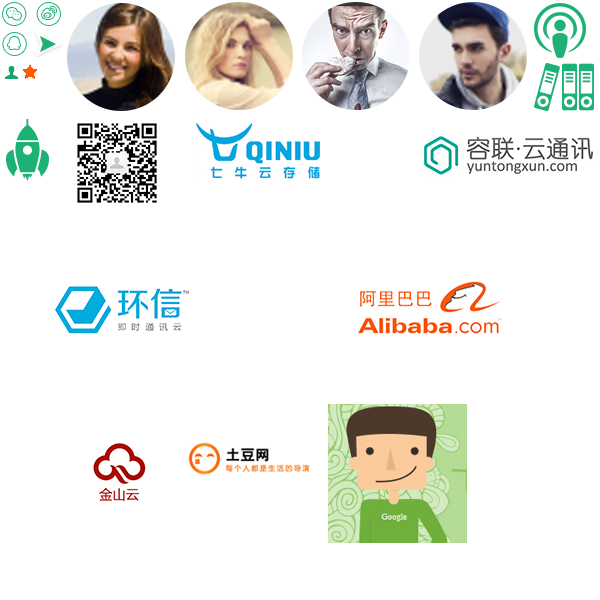 QINIU
七牛云存储
容联·云通讯
yuntongxun.com
环信™
即时通讯云
阿里巴巴
Alibaba.com
金山云
土豆网
每个人都是生活的导演
Google